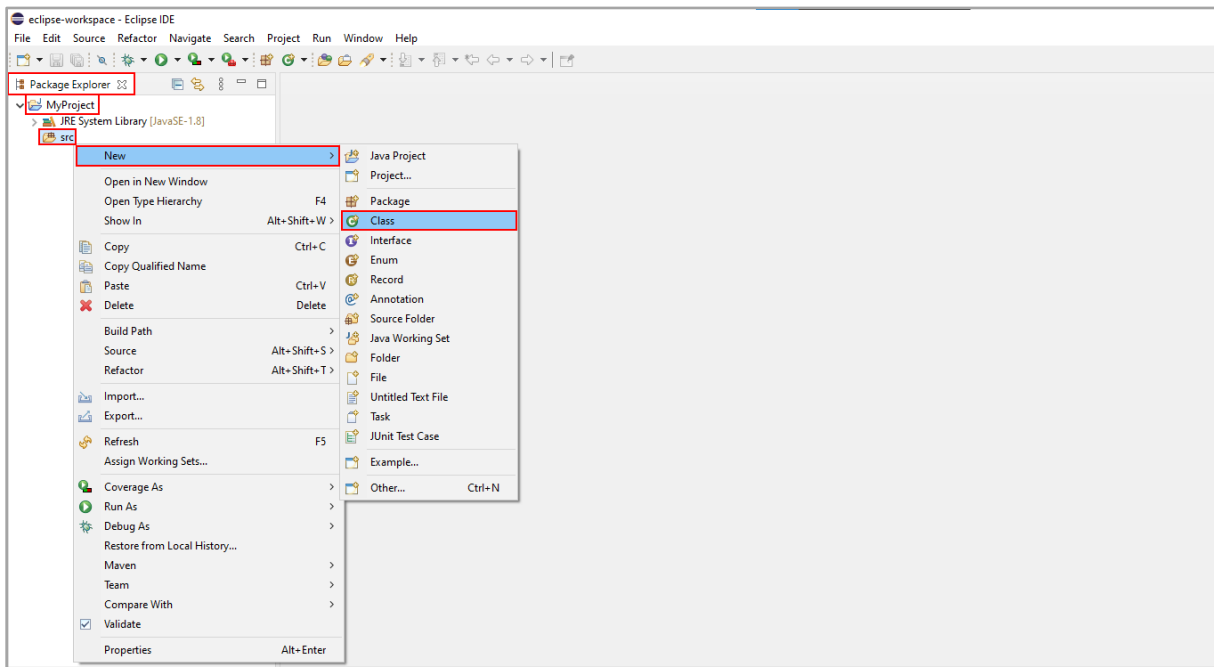 eclipse-workspace - Eclipse IDE
File Edit Source Refactor Navigate Search Project Run Window Help
Package Explorer
MyProject
JRE System Library [JavaSE-1.8]
src
New
Open in New Window
Open Type Hierarchy F4
Show In Alt+Shift+W >
Copy Ctrl+C
Copy Qualified Name
Paste Ctrl+V
Delete Delete
Build Path >
Source Alt+Shift+S >
Refactor Alt+Shift+T >
Import...
Export...
Refresh F5
Assign Working Sets...
Coverage As >
Run As >
Debug As >
Restore from Local History...
Maven >
Team >
Compare With >
Validate
Properties Alt+Enter
Java Project
Project...
Package
Class
Interface
Enum
Record
Annotation
Source Folder
Java Working Set
Folder
File
Untitled Text File
Task
JUnit Test Case
Example...
Other... Ctrl+N